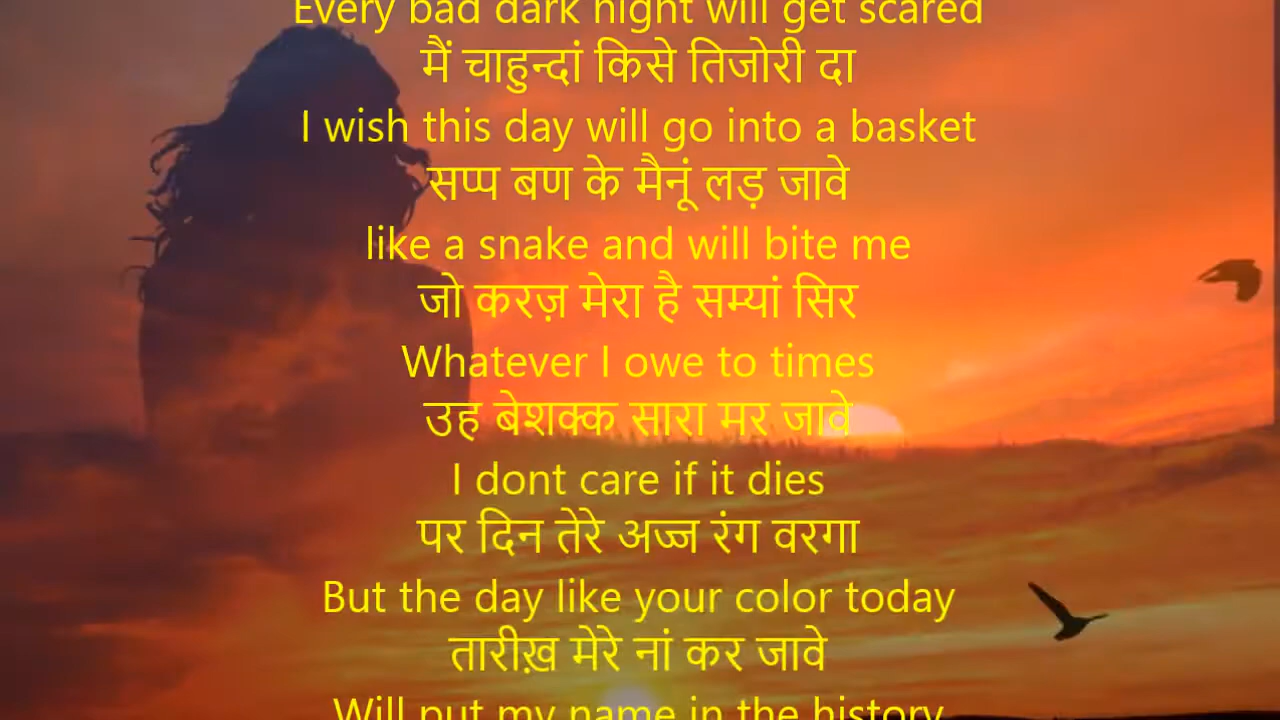 Every bad dark night will get scared
मैं चाहुन्दां किसे तिजोरी दा
I wish this day will go into a basket
सप्प बण के मैनूं लड़ जावे
like a snake and will bite me
जो करज़ मेरा है सम्यां सिर
Whatever I owe to times
उह बेशक्क सारा मर जावे
I dont care if it dies
पर दिन तेरे अज्ज रंग वरगा
But the day like your color today
तारीख़ मेरे नां कर जावे
Will put my name in the history